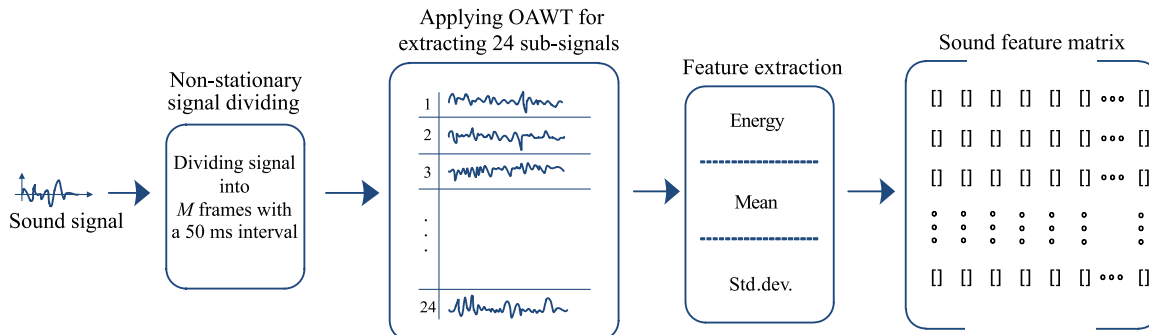 Sound signal
Non-stationary
signal dividing
Dividing signal
into
M frames with
a 50 ms interval
Applying OAWT for
extracting 24 sub-signals
1
2
3
.
.
.
24
Feature extraction
Energy
Mean
Std.dev.
Sound feature matrix
[] [] [] [] [] [] ∘∘∘ []
[] [] [] [] [] [] ∘∘∘ []
[] [] [] [] [] [] ∘∘∘ []
∘ ∘ ∘ ∘ ∘ ∘ ∘
∘ ∘ ∘ ∘ ∘ ∘ ∘
∘ ∘ ∘ ∘ ∘ ∘ ∘
[] [] [] [] [] [] ∘∘∘ []